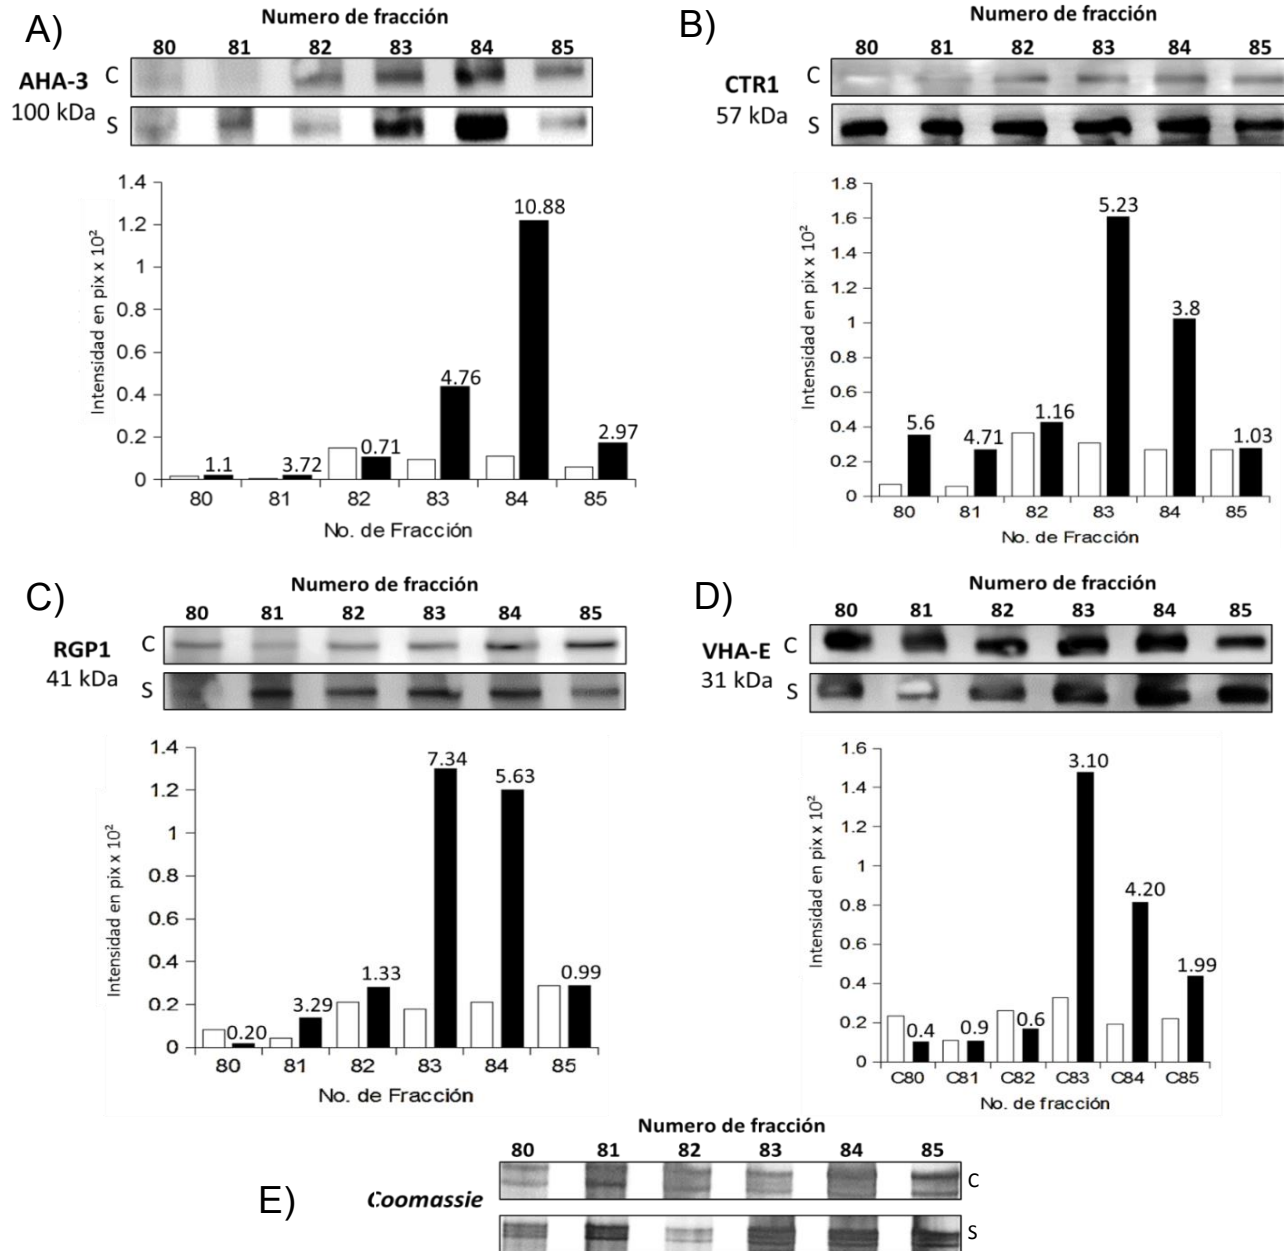 A)
Numero de fracción
80 81 82 83 84 85
AHA-3
100 kDa
C
S
Intensidad en pix x 10²
1.4
1.2
1
0.8
0.6
0.4
0.2
0
1.1 3.72 0.71 4.76 10.88 2.97
80 81 82 83 84 85
No. de Fracción
B)
Numero de fracción
80 81 82 83 84 85
CTR1
57 kDa
C
S
Intensidad en pix x 10²
1.8
1.6
1.4
1.2
1
0.8
0.6
0.4
0.2
0
5.6 4.71 1.16 5.23 3.8 1.03
80 81 82 83 84 85
No. de Fracción
C)
Numero de fracción
80 81 82 83 84 85
RGP1
41 kDa
C
S
Intensidad en pix x 10²
1.4
1.2
1
0.8
0.6
0.4
0.2
0
0.20 3.29 1.33 7.34 5.63 0.99
80 81 82 83 84 85
No. de Fracción
D)
Numero de fracción
80 81 82 83 84 85
VHA-E
31 kDa
C
S
Intensidad en pix x 10²
1.6
1.4
1.2
1
0.8
0.6
0.4
0.2
0
0.4 0.9 0.6 3.10 4.20 1.99
C80 C81 C82 C83 C84 C85
No. de fracción
E)
Numero de fracción
80 81 82 83 84 85
Coomassie
C
S